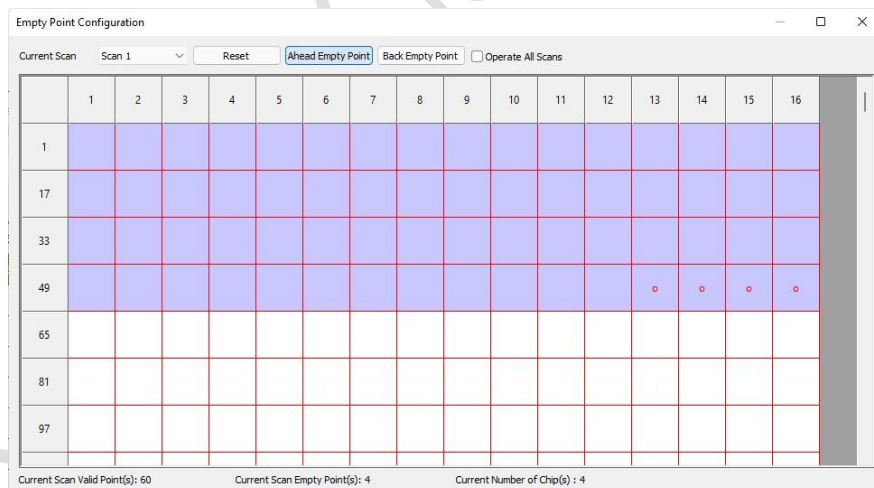 Empty Point Configuration
Current Scan Scan 1 Reset Ahead Empty Point Back Empty Point Operate All Scans
1 2 3 4 5 6 7 8 9 10 11 12 13 14 15 16
1
17
33
49 o o o o
65
81
97
Current Scan Valid Point(s): 60 Current Scan Empty Point(s): 4 Current Number of Chip(s) : 4